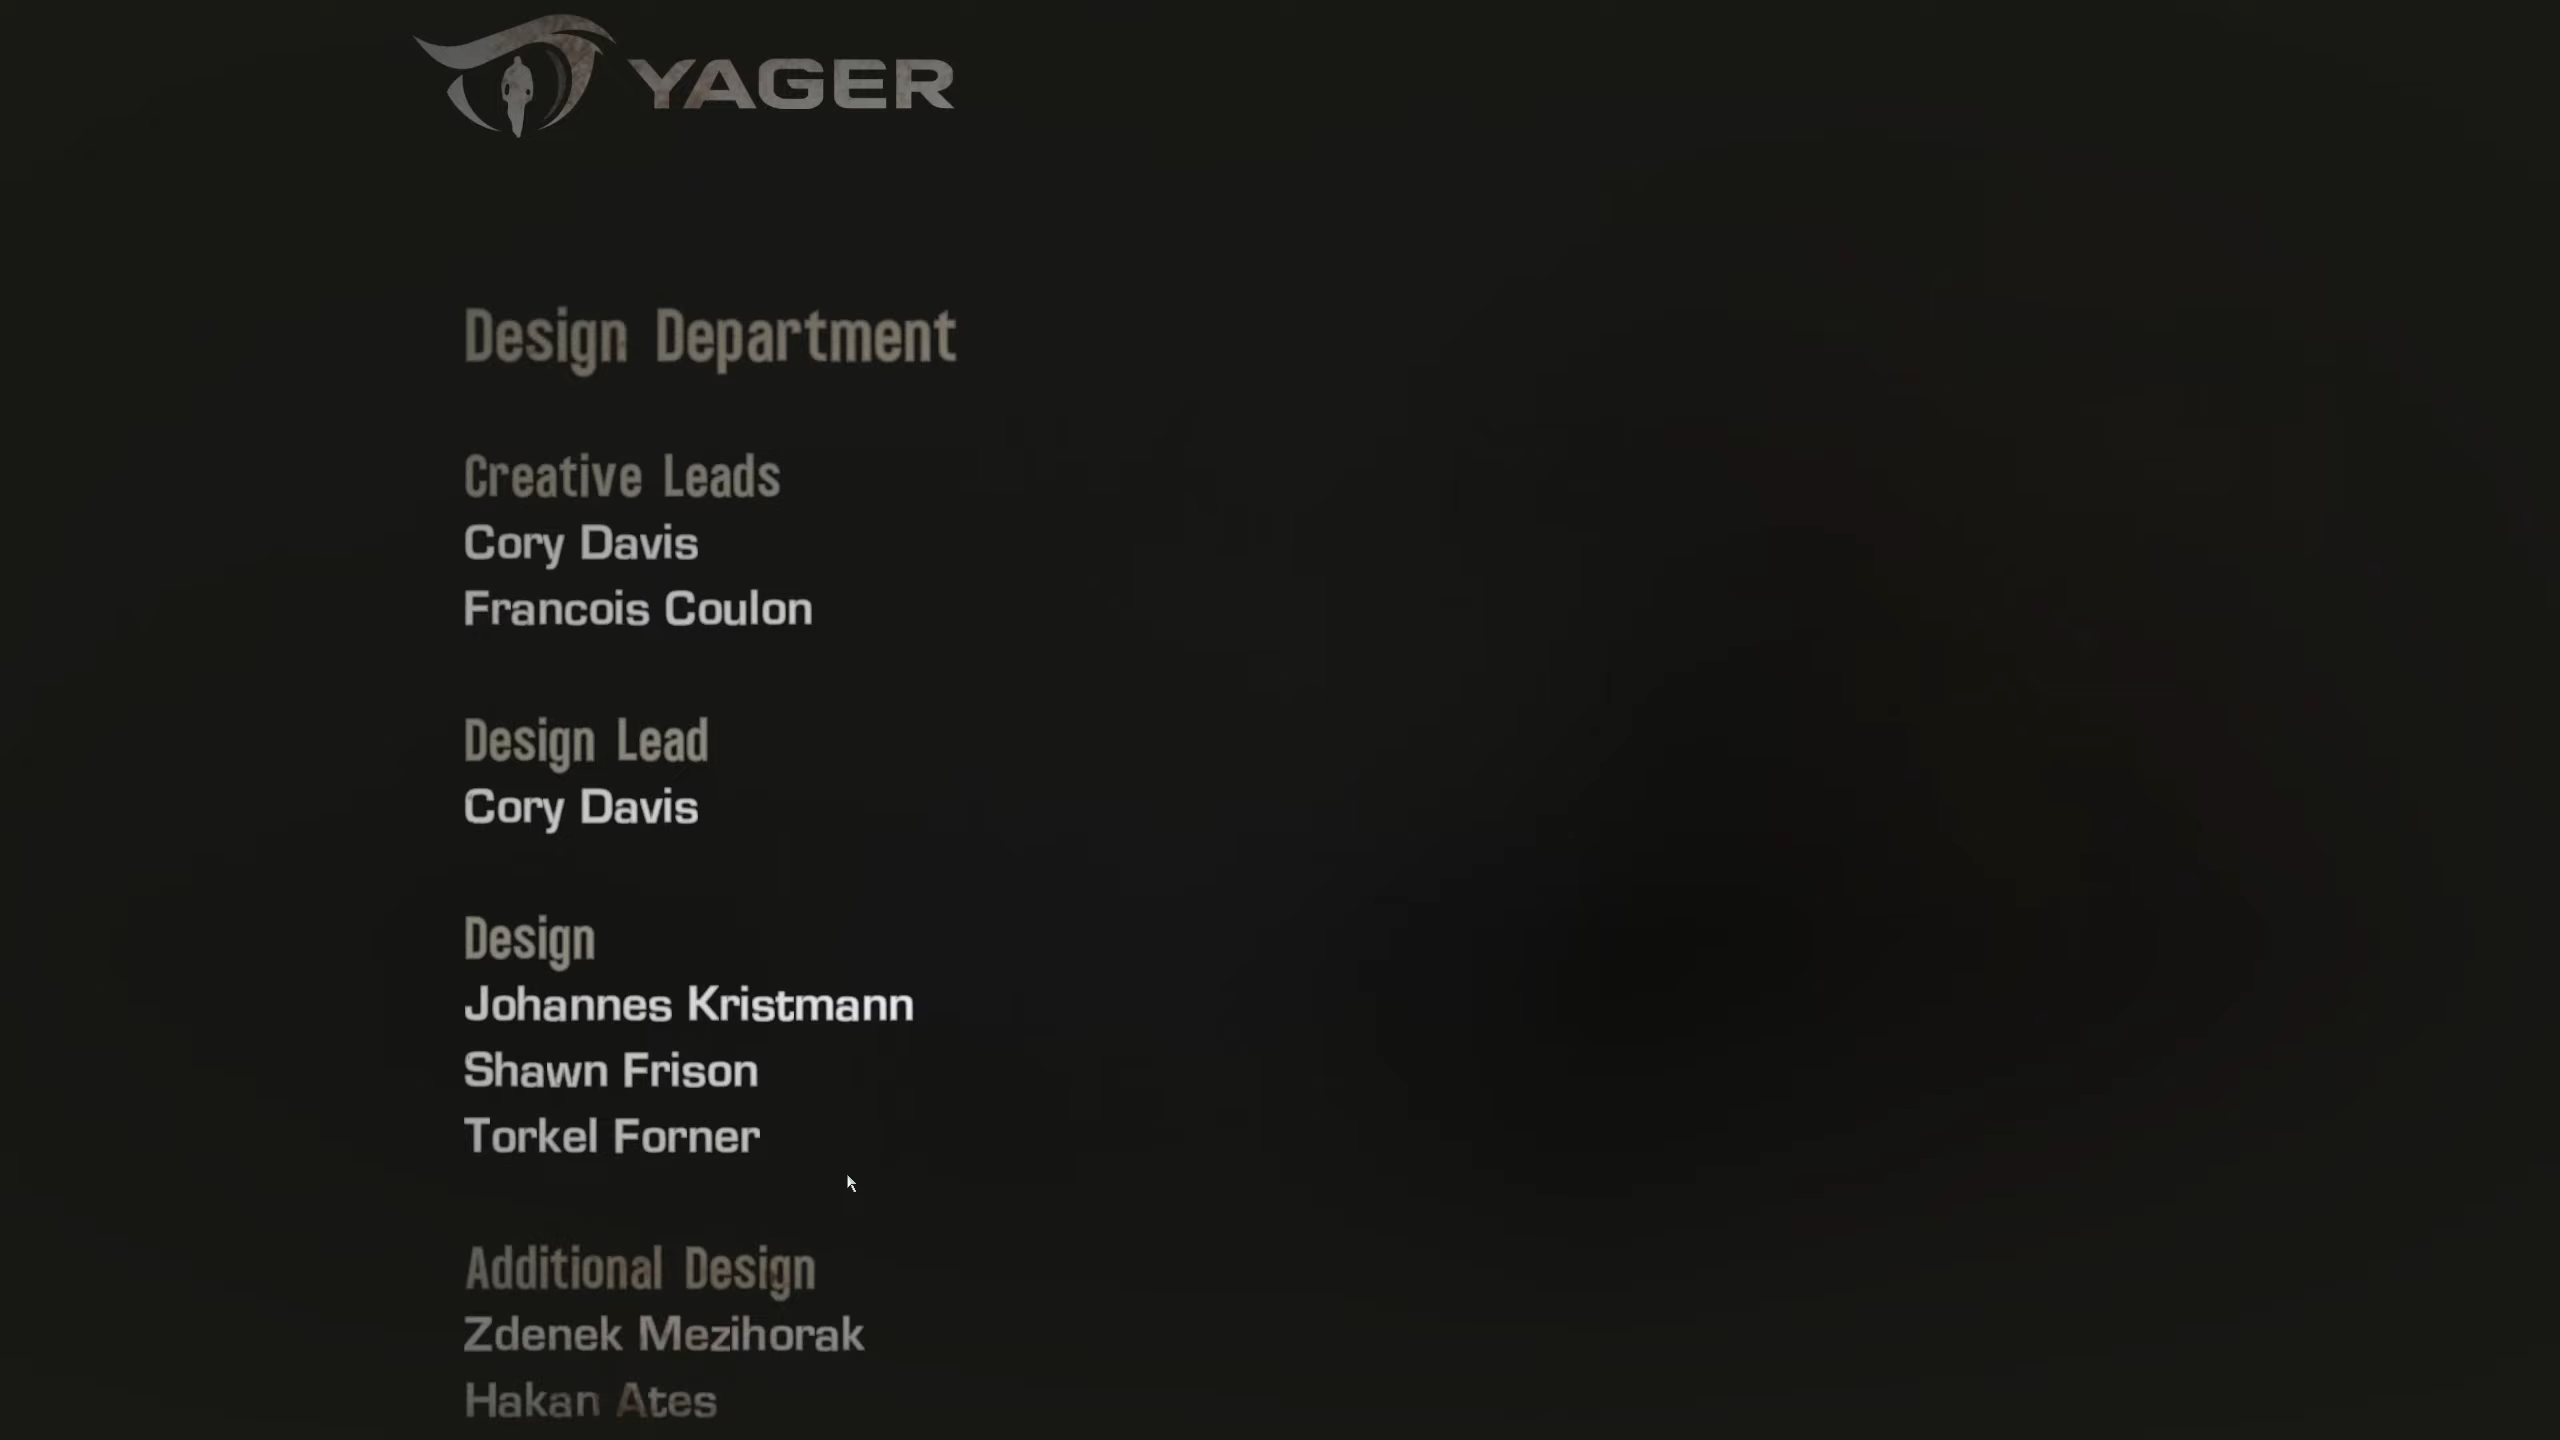 YAGER
Design Department
Creative Leads
Cory Davis
Francois Coulon
Design Lead
Cory Davis
Design
Johannes Kristmann
Shawn Frison
Torkel Forner
Additional Design
Zdenek Mezihorak
Hakan Ates